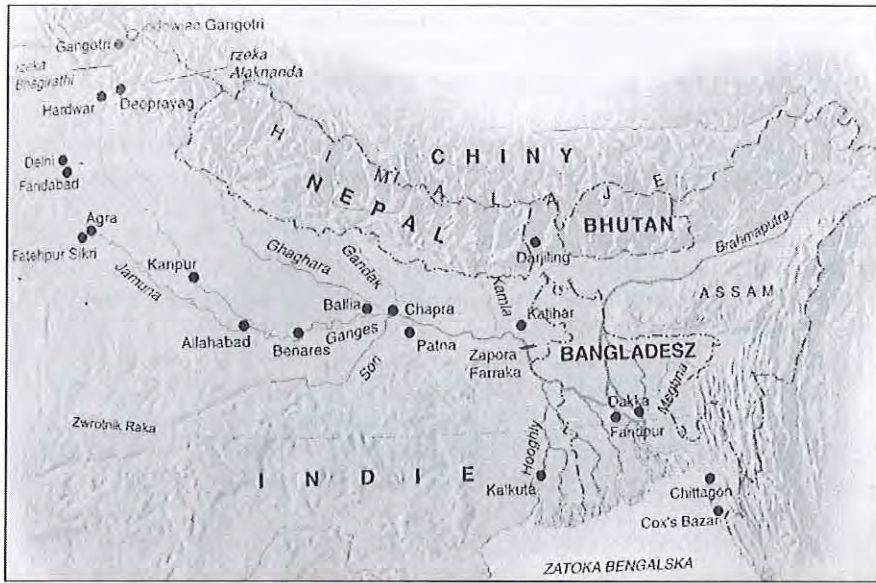 lodowiec Gangotri
Gangotri
rzeka
Bhagirathi
rzeka
Alaknanda
Hardwar
Deoprayag
Delhi
Faridabad
Agra
Fatehpur Sikri
Jamuna
Kanpur
Allahabad
Benares
Ganges
Ghaghara
Gandak
Ballia
Chapra
Patna
Son
HIMALAJE
NEPAL
CHINY
BHUTAN
Darjiling
Kamla
Katihar
Zapora
Farraka
BANGLADESZ
Brahmaputra
ASSAM
Meghna
Dakka
Faridpur
Zwrotnik Raka
INDIE
Hooghly
Kalkuta
Chittagon
Cox's Bazar
ZATOKA BENGALSKA